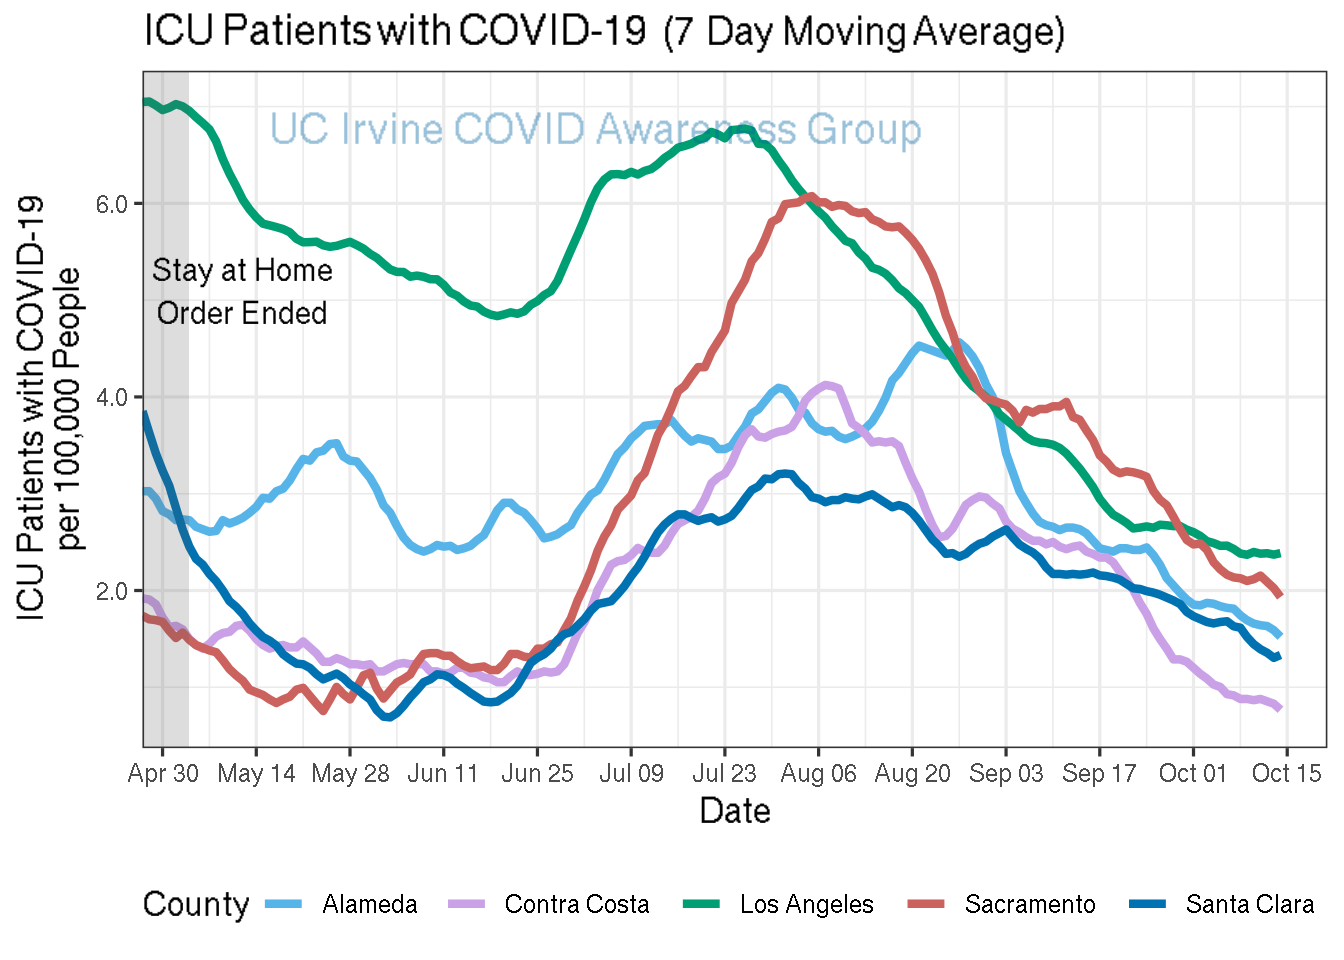 ICU Patients with COVID-19 (7 Day Moving Average)
UC Irvine COVID Awareness Group
ICU Patients with COVID-19
per 100,000 People
6.0
4.0
2.0
Stay at Home
Order Ended
Apr 30 May 14 May 28 Jun 11 Jun 25 Jul 09 Jul 23 Aug 06 Aug 20 Sep 03 Sep 17 Oct 01 Oct 15
Date
County Alameda Contra Costa Los Angeles Sacramento Santa Clara